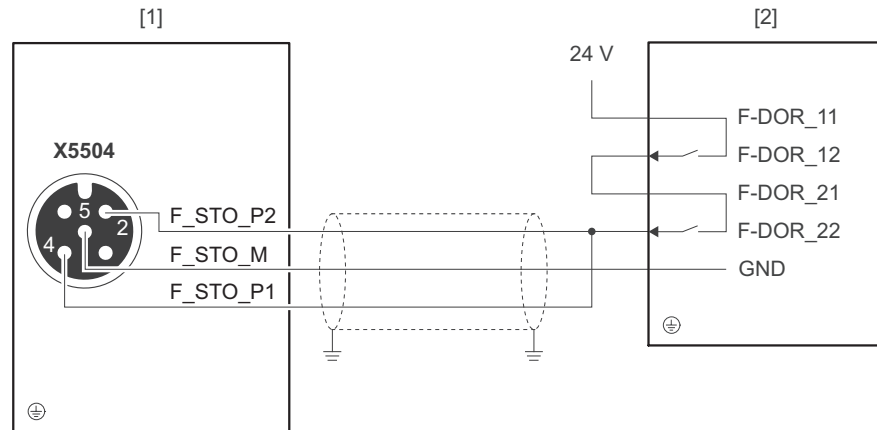 [1]
[2]
24 V
F-DOR_11
X5504
F-DOR_12
F-DOR_21
5
F_STO_P2
2
F-DOR_22
4
F_STO_M
GND
F_STO_P1